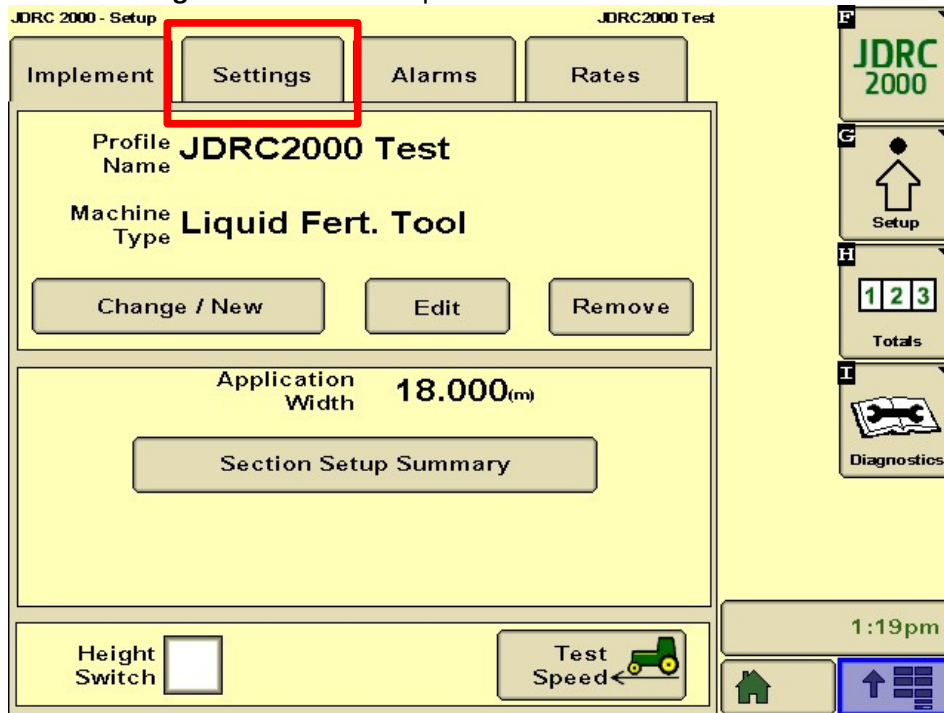 JDRC 2000 - Setup
JDRC2000 Test
Implement
Settings
Alarms
Rates
Profile Name
JDRC2000 Test
Machine Type
Liquid Fert. Tool
Change / New
Edit
Remove
Application Width
18.000(m)
Section Setup Summary
Height Switch
Test Speed
F
JDRC 2000
G
Setup
H
1 2 3
Totals
I
Diagnostics
1:19pm